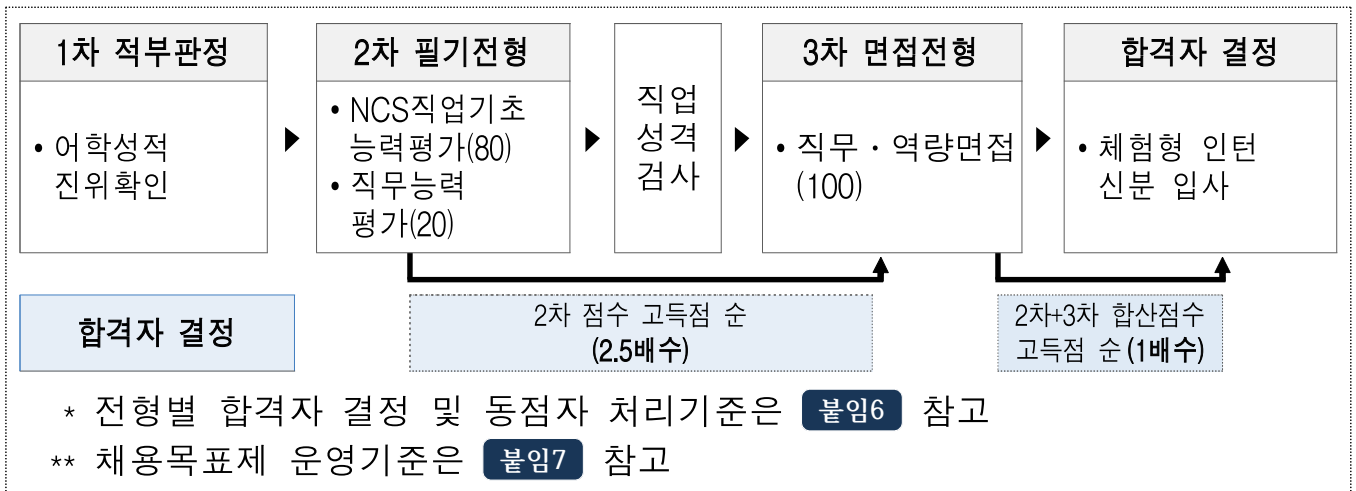 1차 적부판정
• 어학성적
진위확인
2차 필기전형
• NCS직업기초
능력평가(80)
• 직무능력
평가(20)
직업
성격
검사
3차 면접전형
• 직무 · 역량면접
(100)
합격자 결정
• 체험형 인턴
신분 입사
합격자 결정
2차 점수 고득점 순
(2.5배수)
2차+3차 합산점수
고득점 순(1배수)
* 전형별 합격자 결정 및 동점자 처리기준은 붙임6 참고
** 채용목표제 운영기준은 붙임7 참고